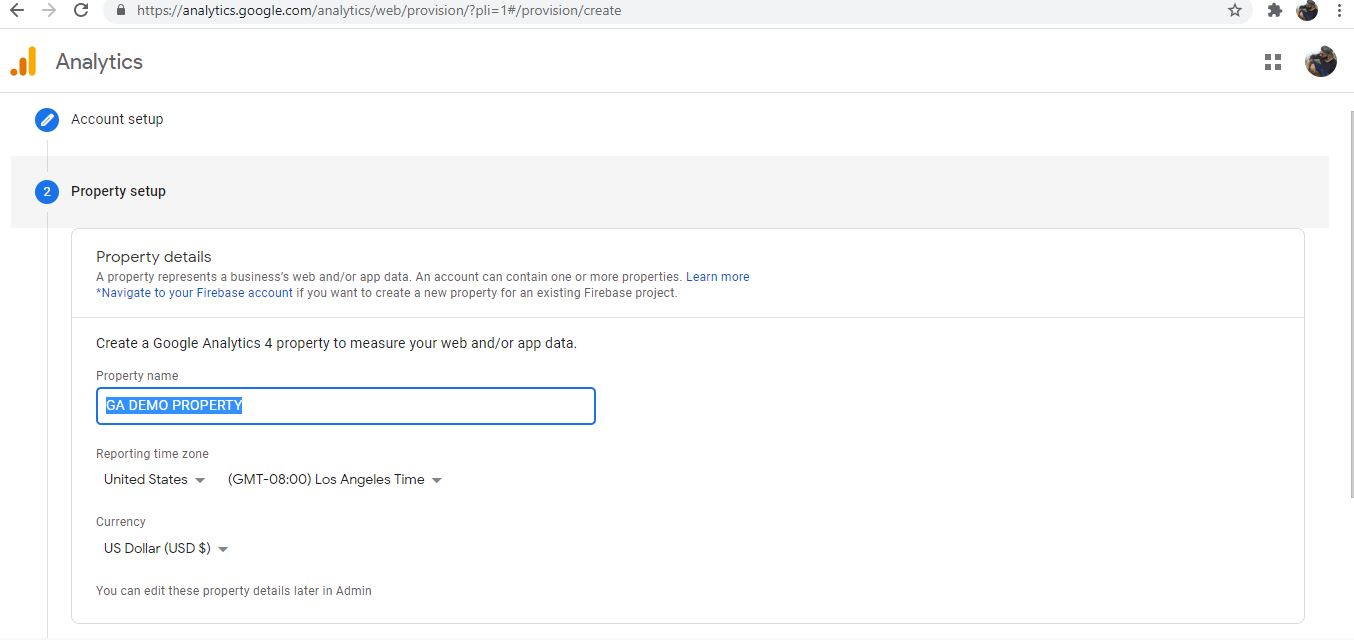 https://analytics.google.com/analytics/web/provision/?pli=1#/provision/create
Analytics
Account setup
2 Property setup
Property details
A property represents a business's web and/or app data. An account can contain one or more properties. Learn more
*Navigate to your Firebase account if you want to create a new property for an existing Firebase project.
Create a Google Analytics 4 property to measure your web and/or app data.
Property name
GA DEMO PROPERTY
Reporting time zone
United States (GMT-08:00) Los Angeles Time
Currency
US Dollar (USD $)
You can edit these property details later in Admin